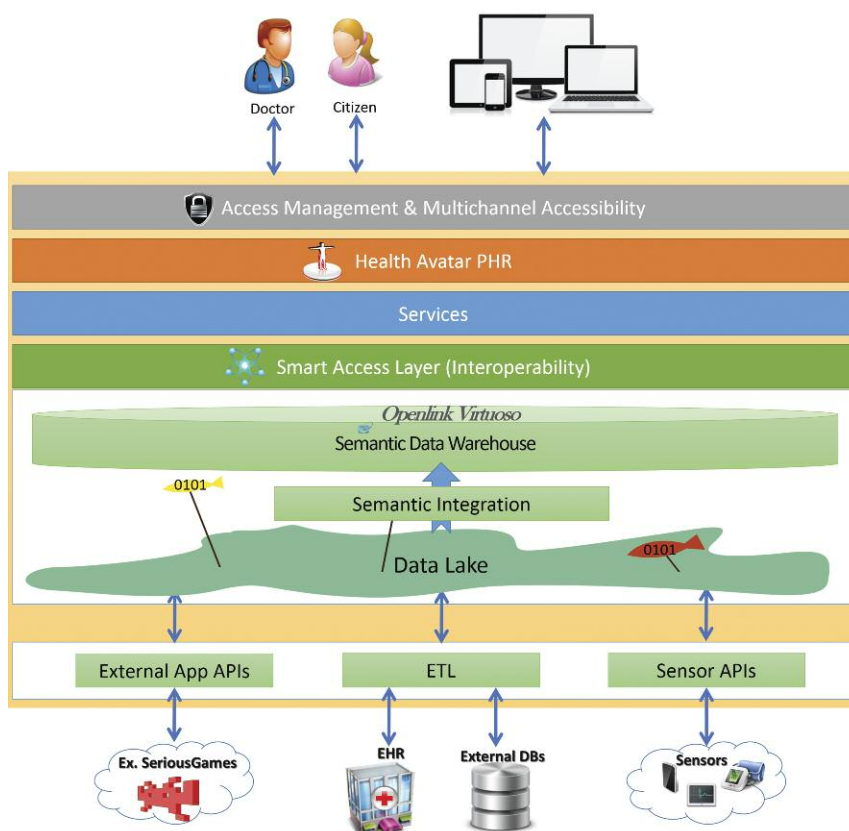 Doctor
Citizen
Access Management & Multichannel Accessibility
Health Avatar PHR
Services
Smart Access Layer (Interoperability)
Openlink Virtuoso
Semantic Data Warehouse
0101
Semantic Integration
0101
Data Lake
External App APIs
ETL
Sensor APIs
Ex. SeriousGames
EHR
External DBs
Sensors